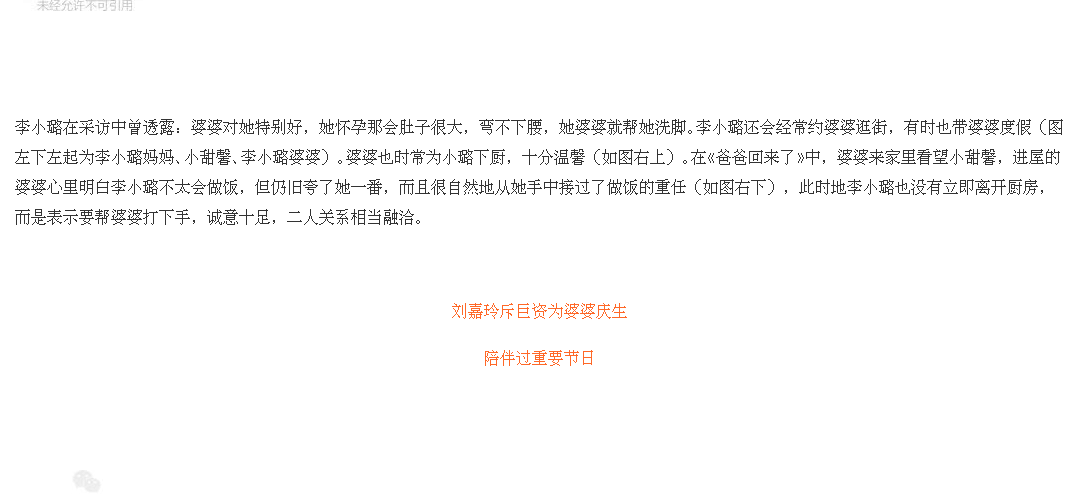 未经允许不可引用
李小璐在采访中曾透露：婆婆对她特别好，她怀孕那会肚子很大，弯不下腰，她婆婆就帮她洗脚。李小璐还会经常约婆婆逛街，有时也带婆婆度假（图
左下左起为李小璐妈妈、小甜馨、李小璐婆婆）。婆婆也时常为小璐下厨，十分温馨（如图右上）。在《爸爸回来了》中，婆婆来家里看望小甜馨，进屋的
婆婆心里明白李小璐不太会做饭，但仍旧夸了她一番，而且很自然地从她手中接过了做饭的重任（如图右下），此时地李小璐也没有立即离开厨房，
而是表示要帮婆婆打下手，诚意十足，二人关系相当融洽。
刘嘉玲斥巨资为婆婆庆生
陪伴过重要节日